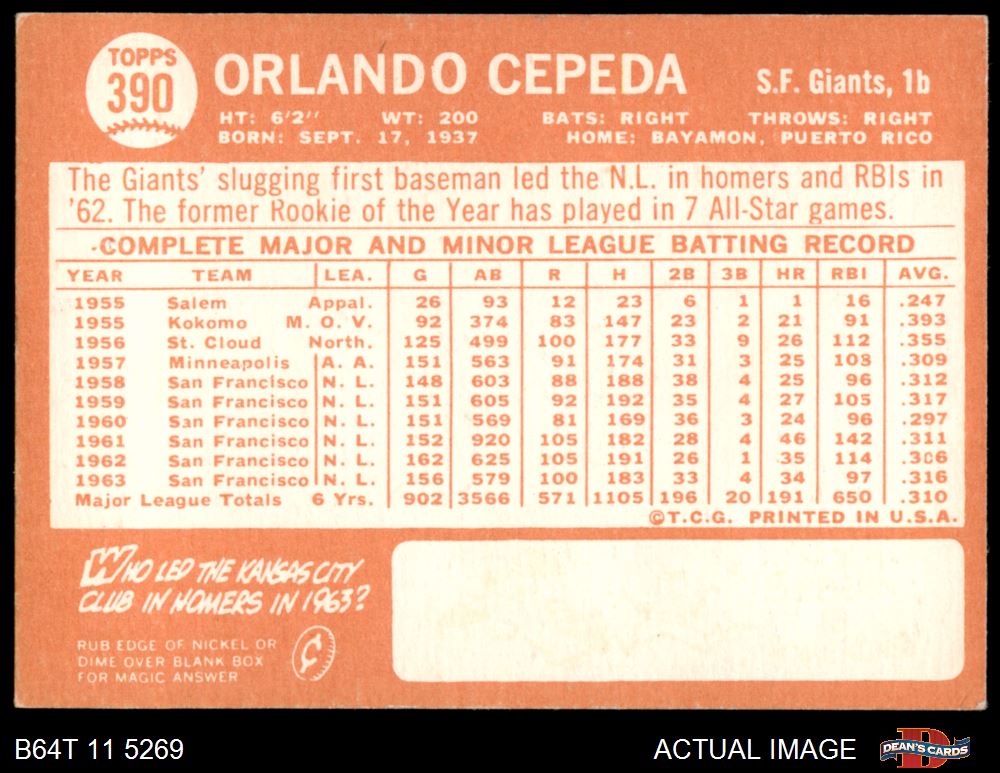 TOPPS
390
ORLANDO CEPEDA
S.F. Giants, 1b
HT: 6'2" WT: 200 BATS: RIGHT THROWS: RIGHT
BORN: SEPT. 17, 1937 HOME: BAYAMON, PUERTO RICO
The Giants' slugging first baseman led the N.L. in homers and RBIs in
'62. The former Rookie of the Year has played in 7 All-Star games.
COMPLETE MAJOR AND MINOR LEAGUE BATTING RECORD
YEAR TEAM LEA. G AB R H 2B 3B HR RBI AVG.
1955 Salem Appal. 26 93 12 23 6 1 1 16 .247
1955 Kokomo M. O. V. 92 374 83 147 23 2 21 91 .393
1956 St. Cloud North. 125 499 100 177 33 9 26 112 .355
1957 Minneapolis A. A. 151 563 91 174 31 3 25 108 .309
1958 San Francisco N. L. 148 603 88 188 38 4 25 96 .312
1959 San Francisco N. L. 151 605 92 192 35 4 27 105 .317
1960 San Francisco N. L. 151 569 81 169 36 3 24 96 .297
1961 San Francisco N. L. 152 920 105 182 28 4 46 142 .311
1962 San Francisco N. L. 162 625 105 191 26 1 35 114 .306
1963 San Francisco N. L. 156 579 100 183 33 4 34 97 .316
Major League Totals 6 Yrs. 902 3566 571 1105 196 20 191 650 .310
©T.C.G. PRINTED IN U.S.A.
WHO LED THE KANSAS CITY
CLUB IN HOMERS IN 1963?
RUB EDGE OF NICKEL OR
DIME OVER BLANK BOX
FOR MAGIC ANSWER
¢
B64T 11 5269
ACTUAL IMAGE
DEAN'S CARDS